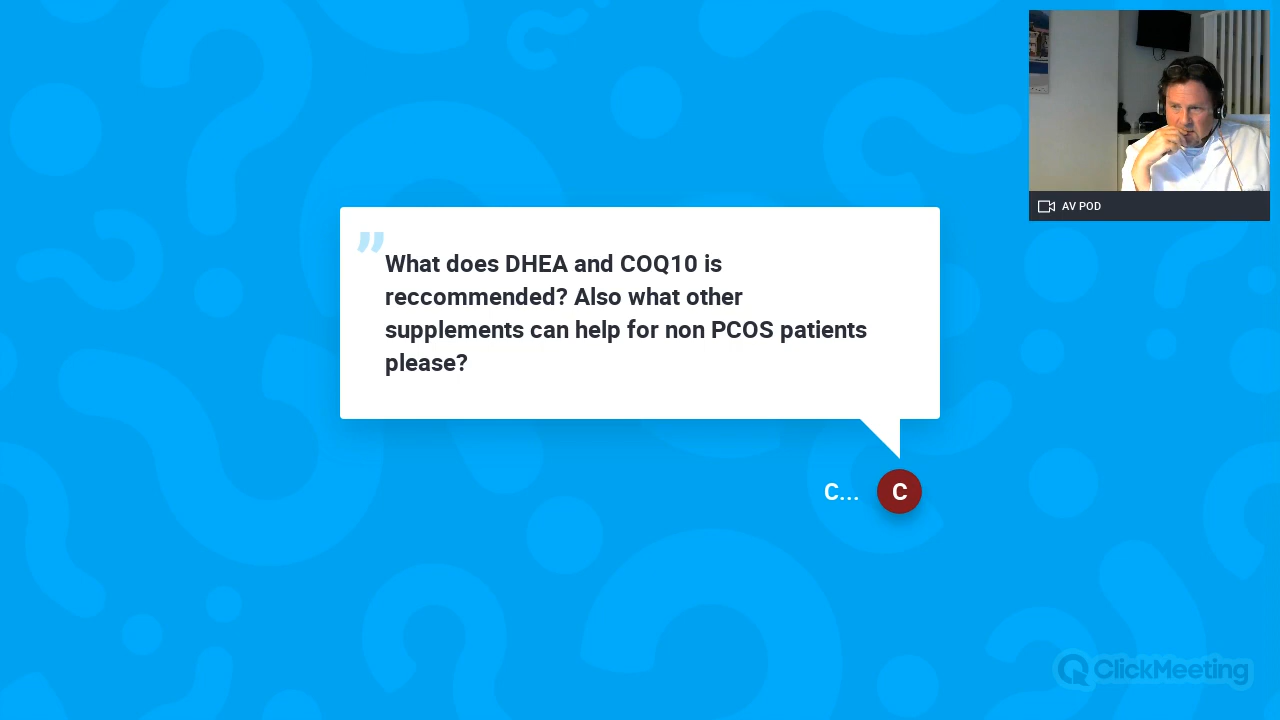 AV POD
What does DHEA and COQ10 is
reccommended? Also what other
supplements can help for non PCOS patients
please?
C...
C
ClickMeeting